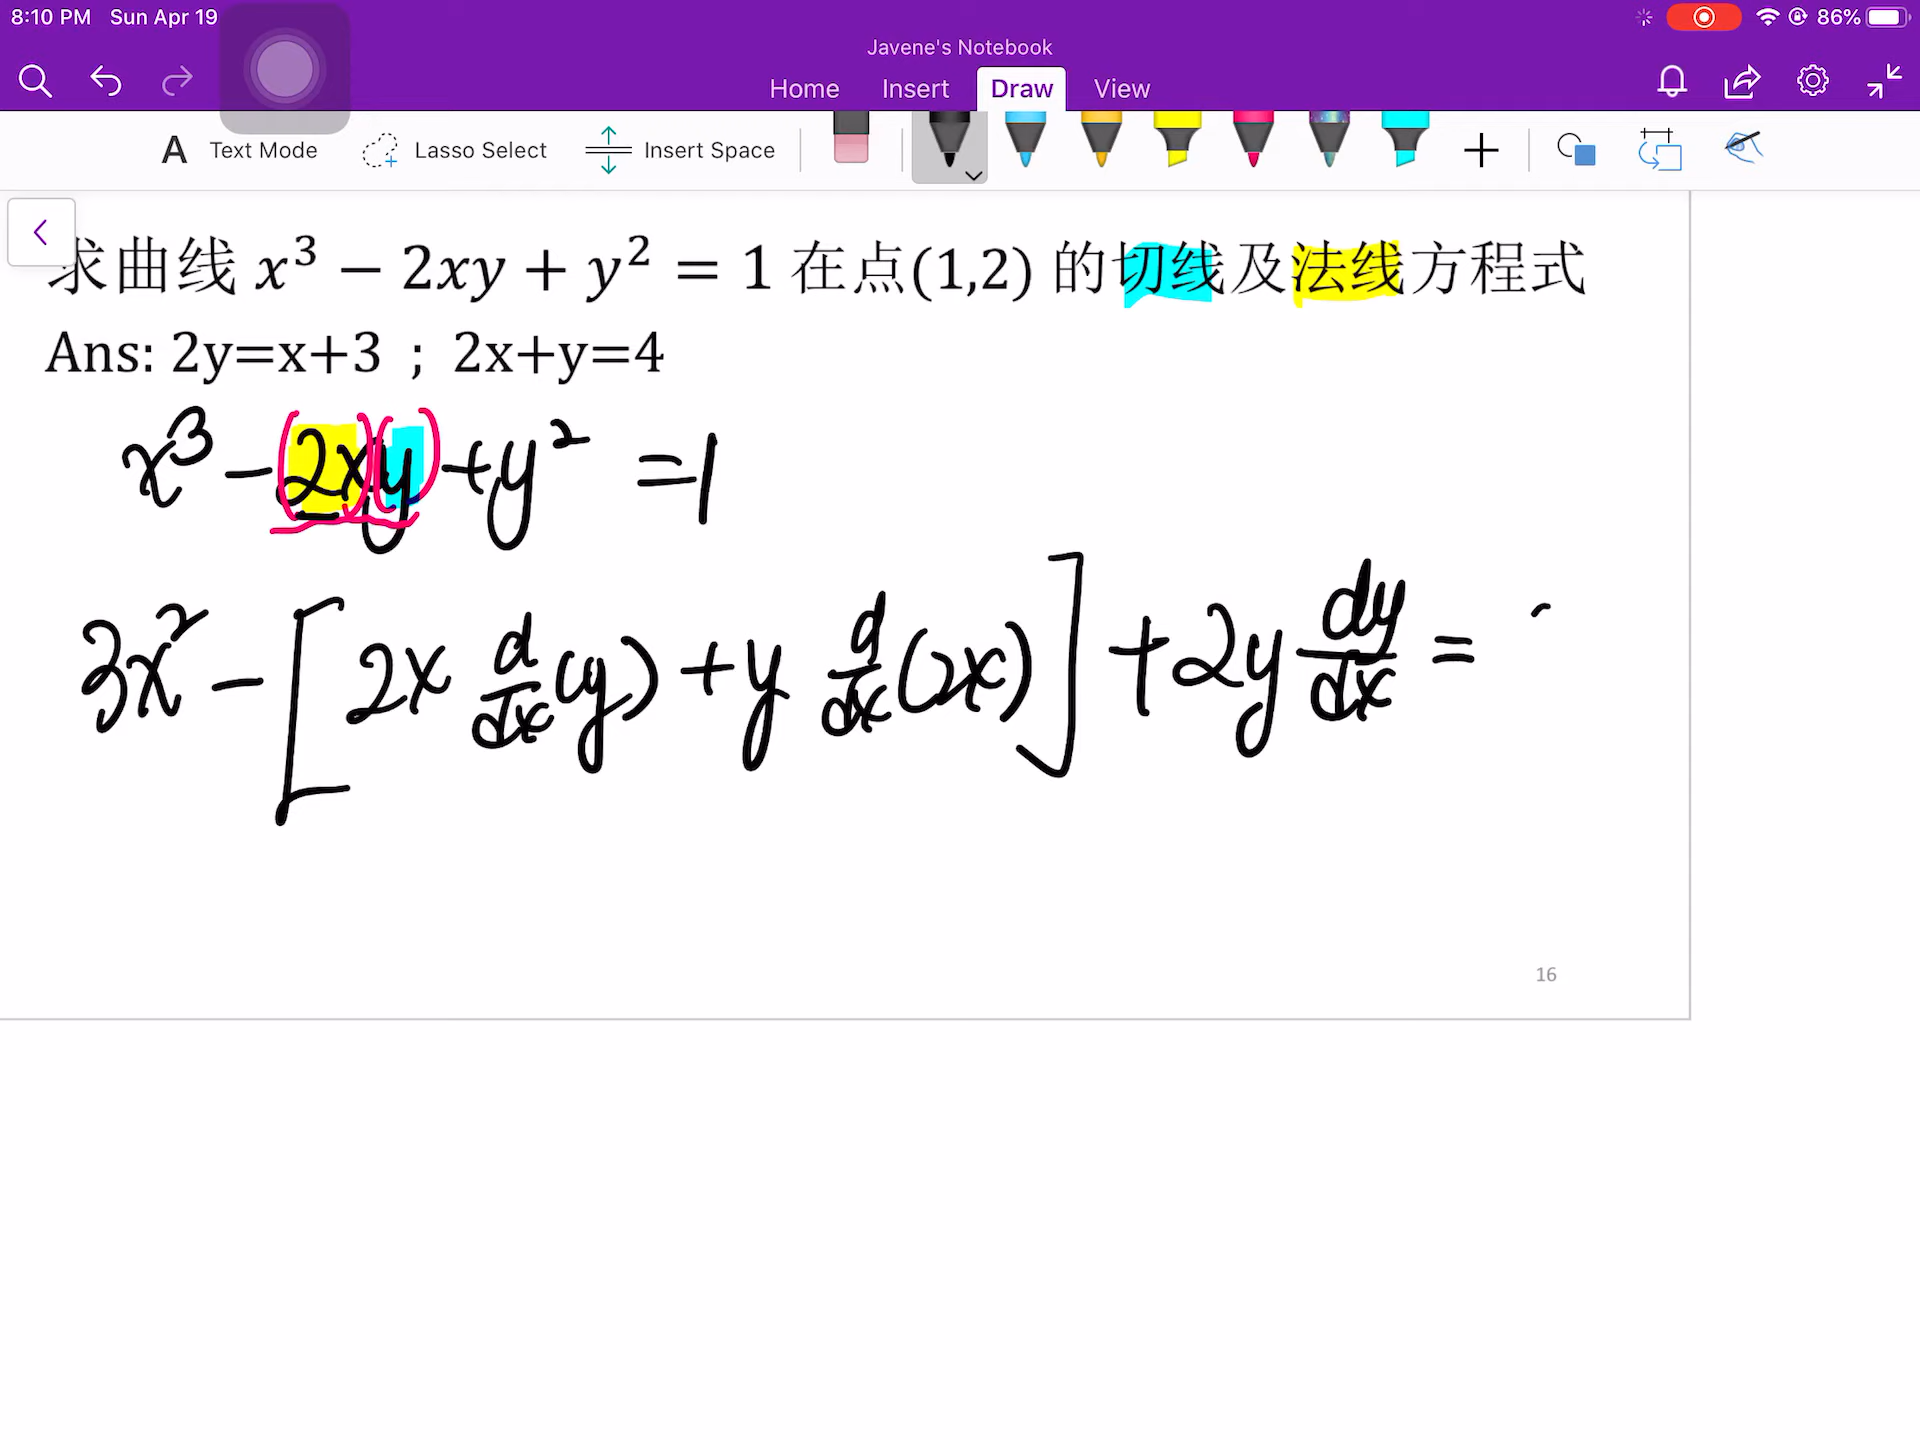 8:10 PM Sun Apr 19 86%
Javene's Notebook
Home Insert Draw View
A Text Mode Lasso Select Insert Space
求曲线 x³ − 2xy + y² = 1 在点(1,2) 的切线及法线方程式
Ans: 2y=x+3 ; 2x+y=4
x³ − (2x)(y) + y² = 1
3x² − [2x d/dx (y) + y d/dx (2x)] + 2y dy/dx =
16